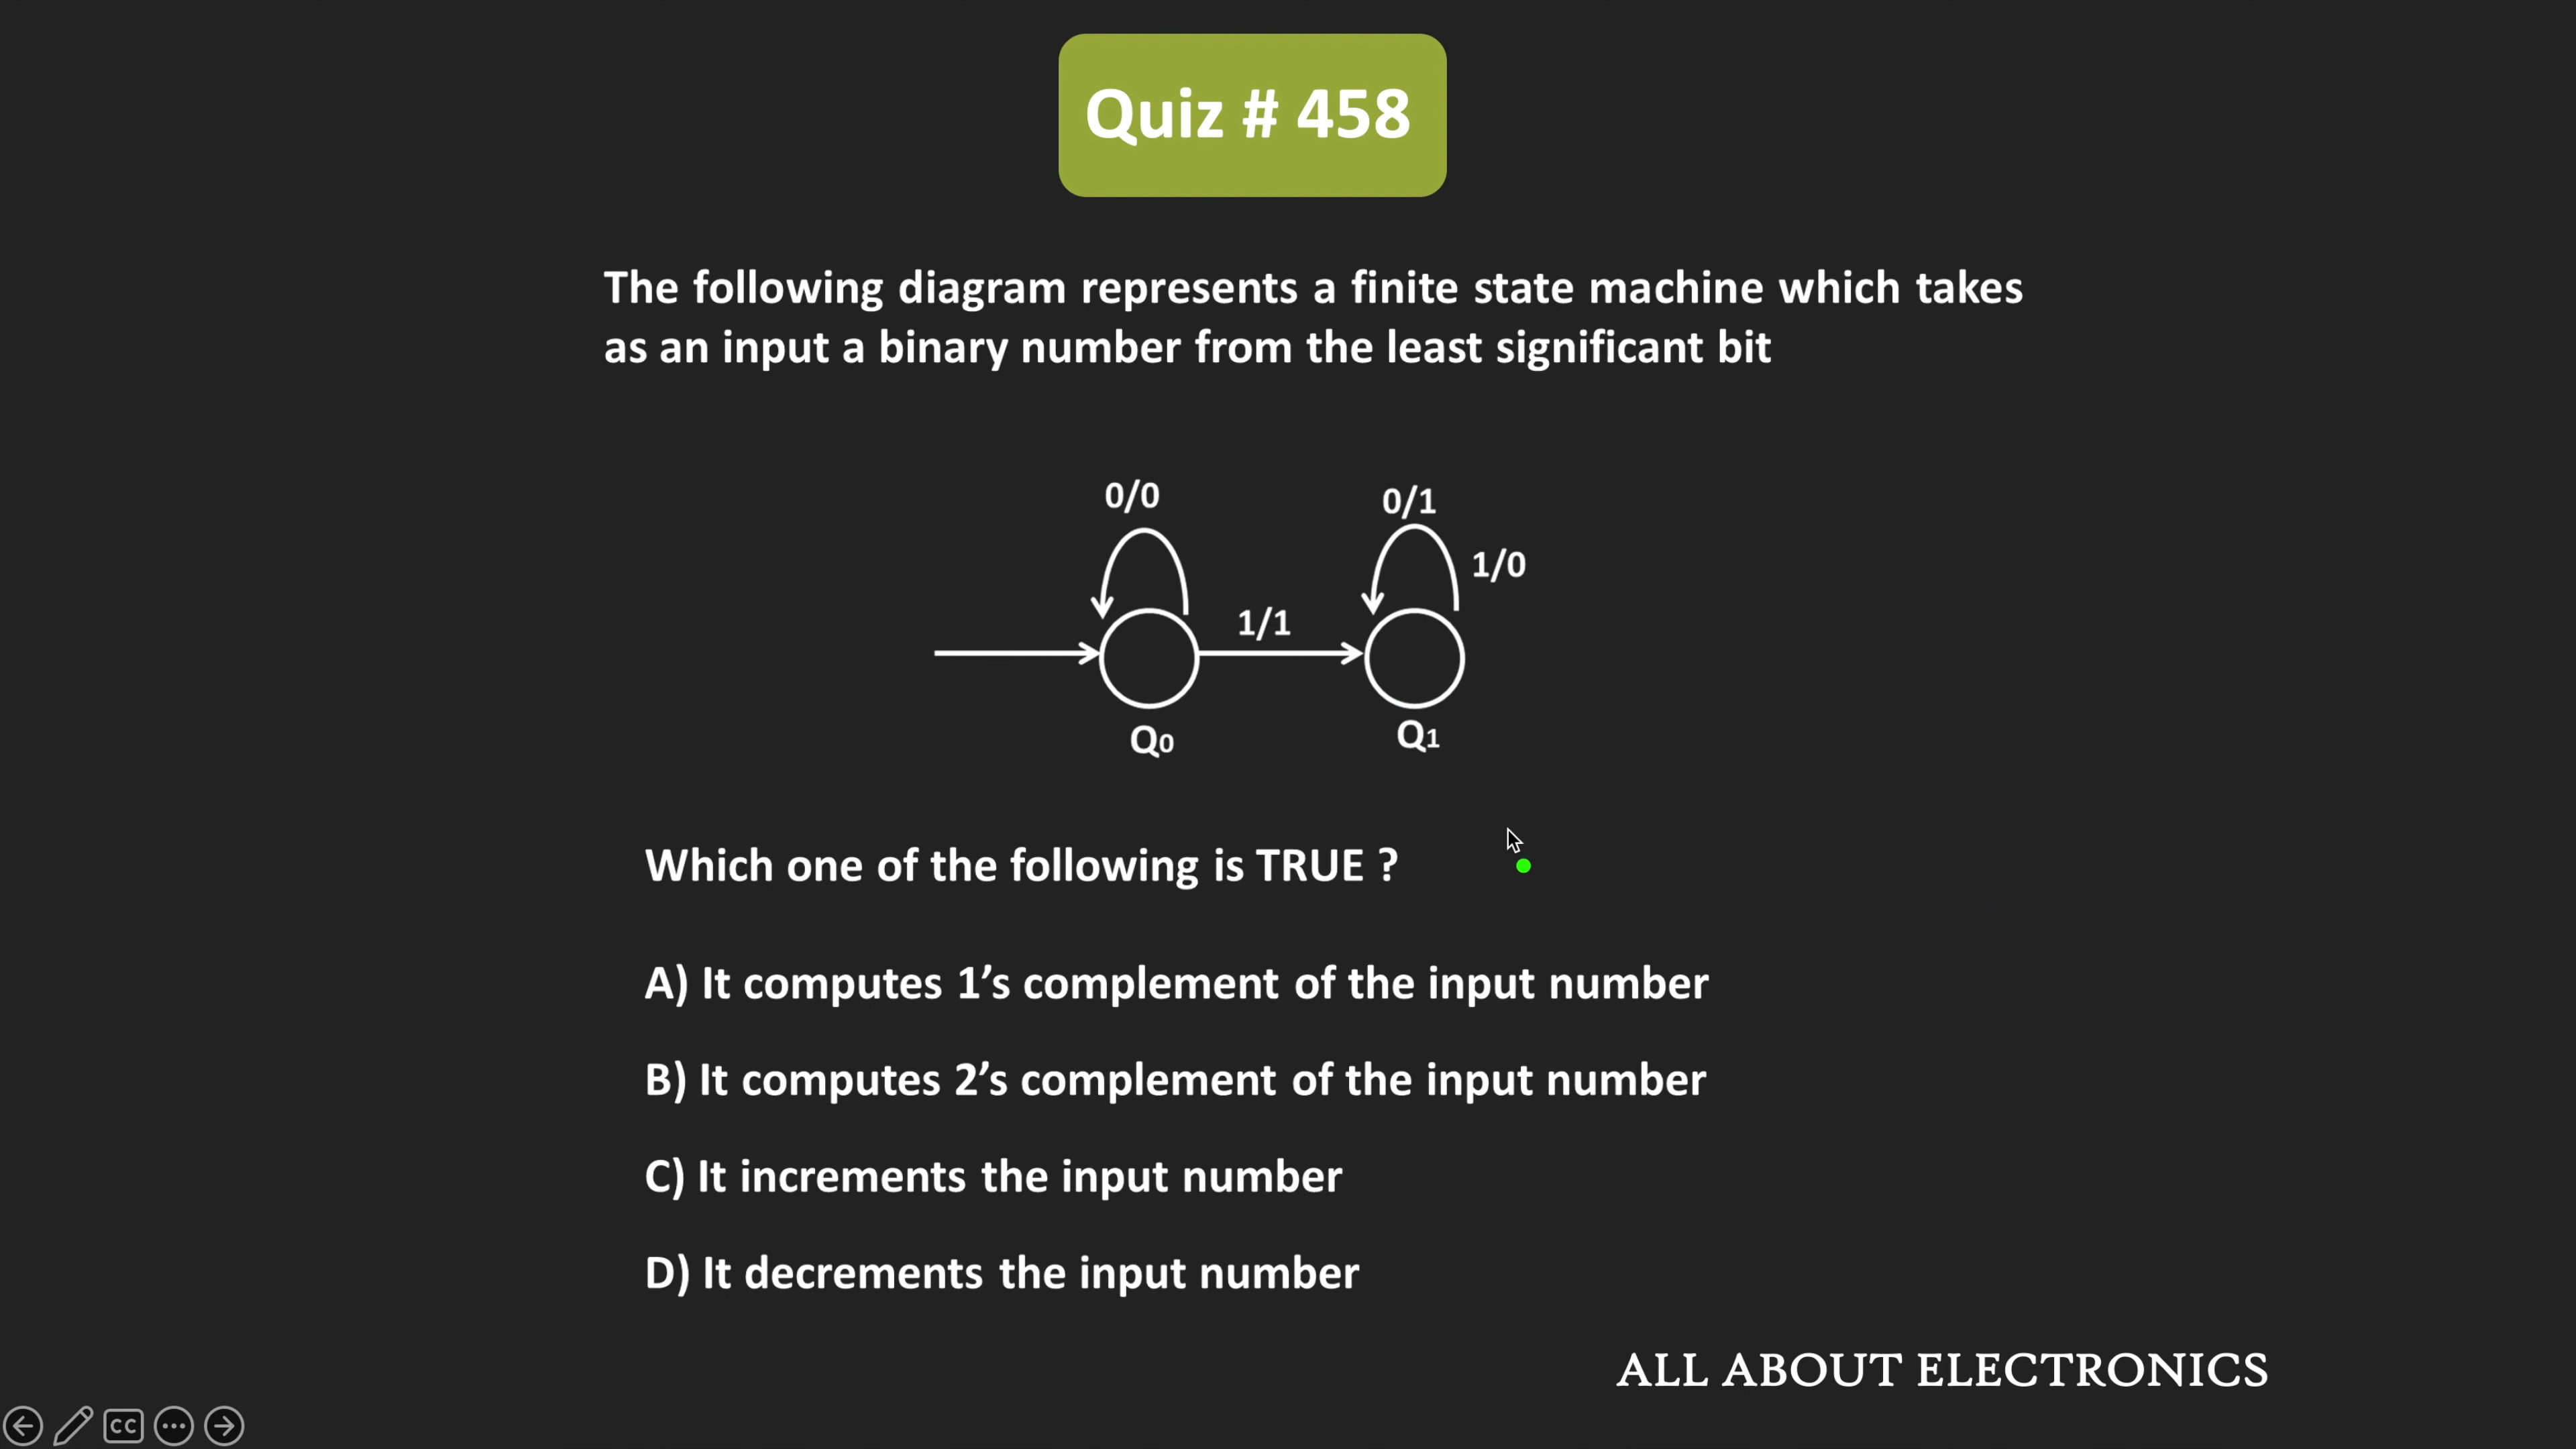 Quiz # 458
The following diagram represents a finite state machine which takes
as an input a binary number from the least significant bit
0/0
0/1
1/0
1/1
Q0
Q1
Which one of the following is TRUE ?
A) It computes 1’s complement of the input number
B) It computes 2’s complement of the input number
C) It increments the input number
D) It decrements the input number
ALL ABOUT ELECTRONICS
CC